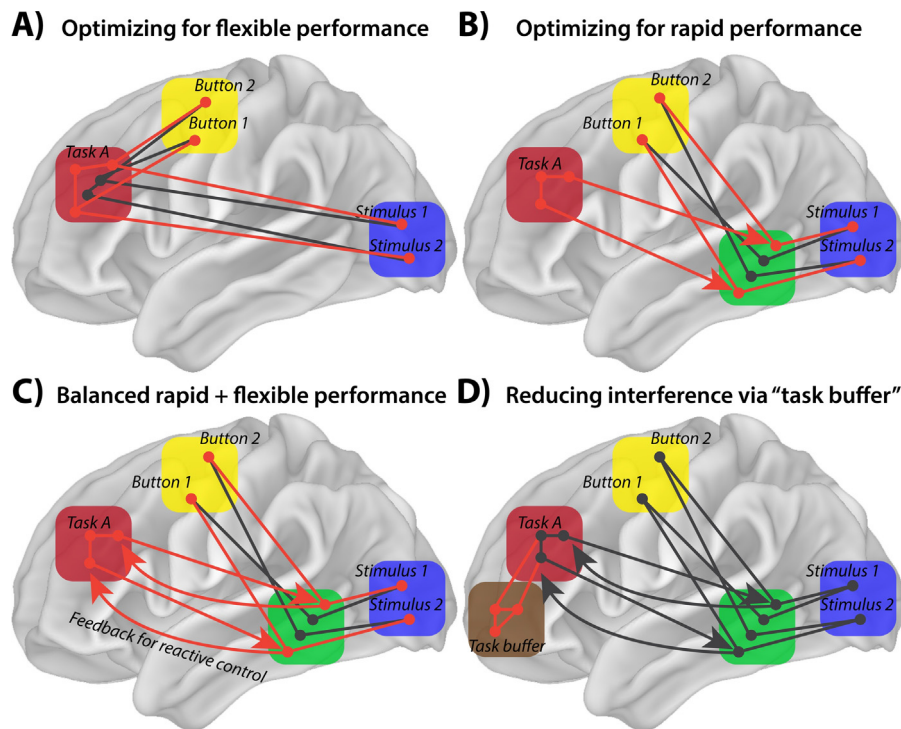 A) Optimizing for flexible performance
Button 2
Button 1
Task A
Stimulus 1
Stimulus 2
B) Optimizing for rapid performance
Button 2
Button 1
Task A
Stimulus 1
Stimulus 2
C) Balanced rapid + flexible performance
Button 2
Button 1
Task A
Stimulus 1
Stimulus 2
Feedback for reactive control
D) Reducing interference via “task buffer”
Button 2
Button 1
Task A
Stimulus 1
Stimulus 2
Task buffer